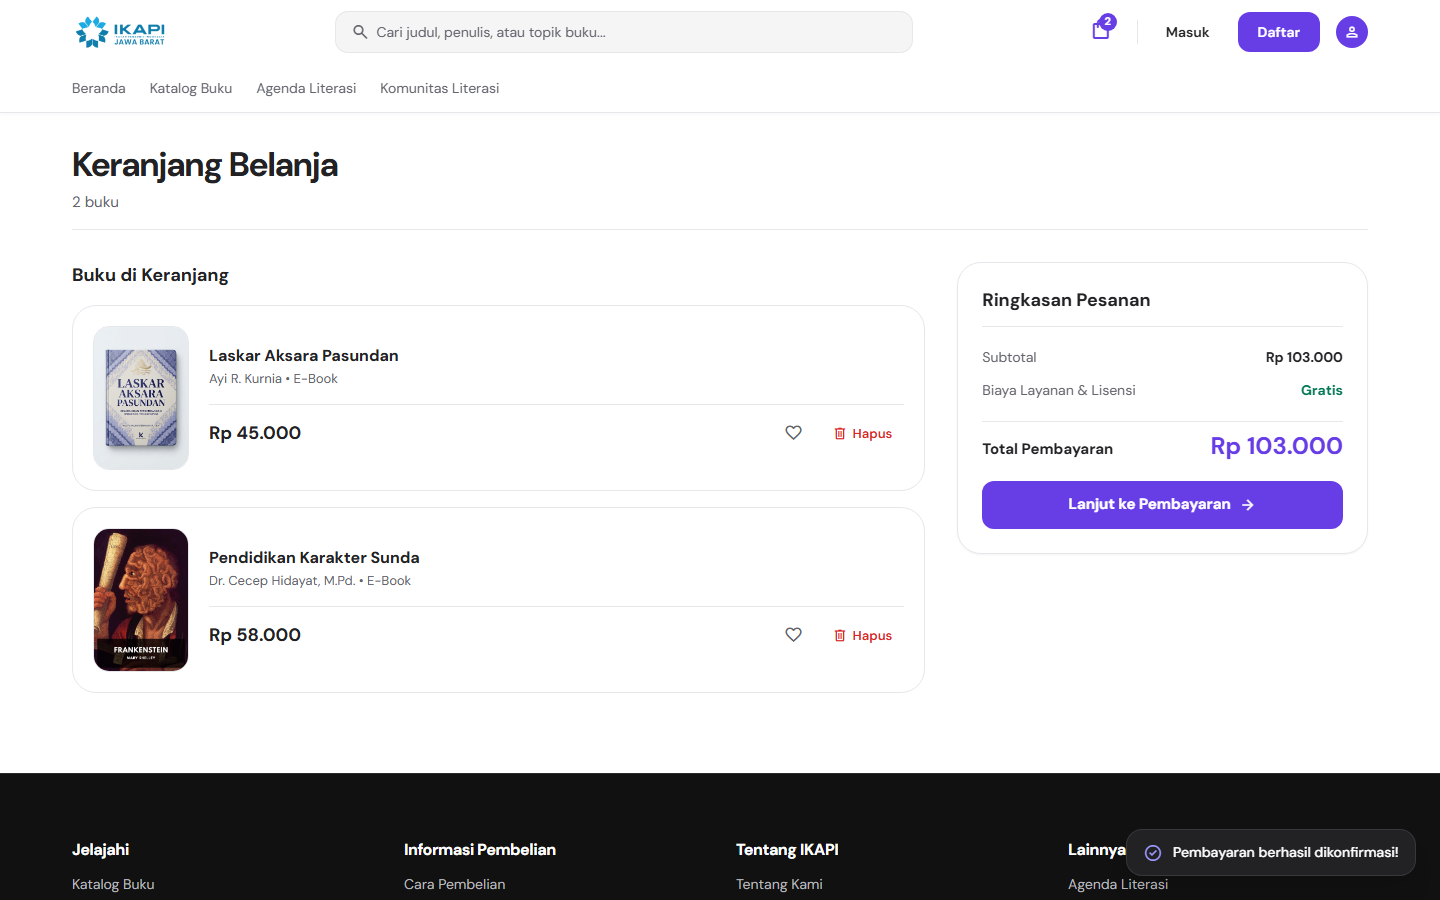 IKAPI
JAWA BARAT
Cari judul, penulis, atau topik buku...
2
Masuk
Daftar
Beranda
Katalog Buku
Agenda Literasi
Komunitas Literasi
Keranjang Belanja
2 buku
Buku di Keranjang
LASKAR
AKSARA
PASUNDAN
Laskar Aksara Pasundan
Ayi R. Kurnia • E-Book
Rp 45.000
Hapus
FRANKENSTEIN
MARY SHELLEY
Pendidikan Karakter Sunda
Dr. Cecep Hidayat, M.Pd. • E-Book
Rp 58.000
Hapus
Ringkasan Pesanan
Subtotal
Rp 103.000
Biaya Layanan & Lisensi
Gratis
Total Pembayaran
Rp 103.000
Lanjut ke Pembayaran
Jelajahi
Katalog Buku
Informasi Pembelian
Cara Pembelian
Tentang IKAPI
Tentang Kami
Lainnya
Agenda Literasi
Pembayaran berhasil dikonfirmasi!